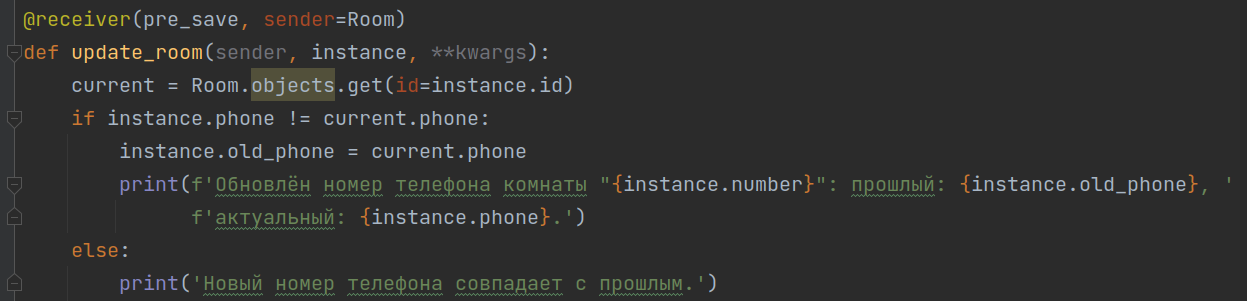 @receiver(pre_save, sender=Room)
def update_room(sender, instance, **kwargs):
    current = Room.objects.get(id=instance.id)
    if instance.phone != current.phone:
        instance.old_phone = current.phone
        print(f'Обновлён номер телефона комнаты "{instance.number}": прошлый: {instance.old_phone}, '
              f'актуальный: {instance.phone}.')
    else:
        print('Новый номер телефона совпадает с прошлым.')